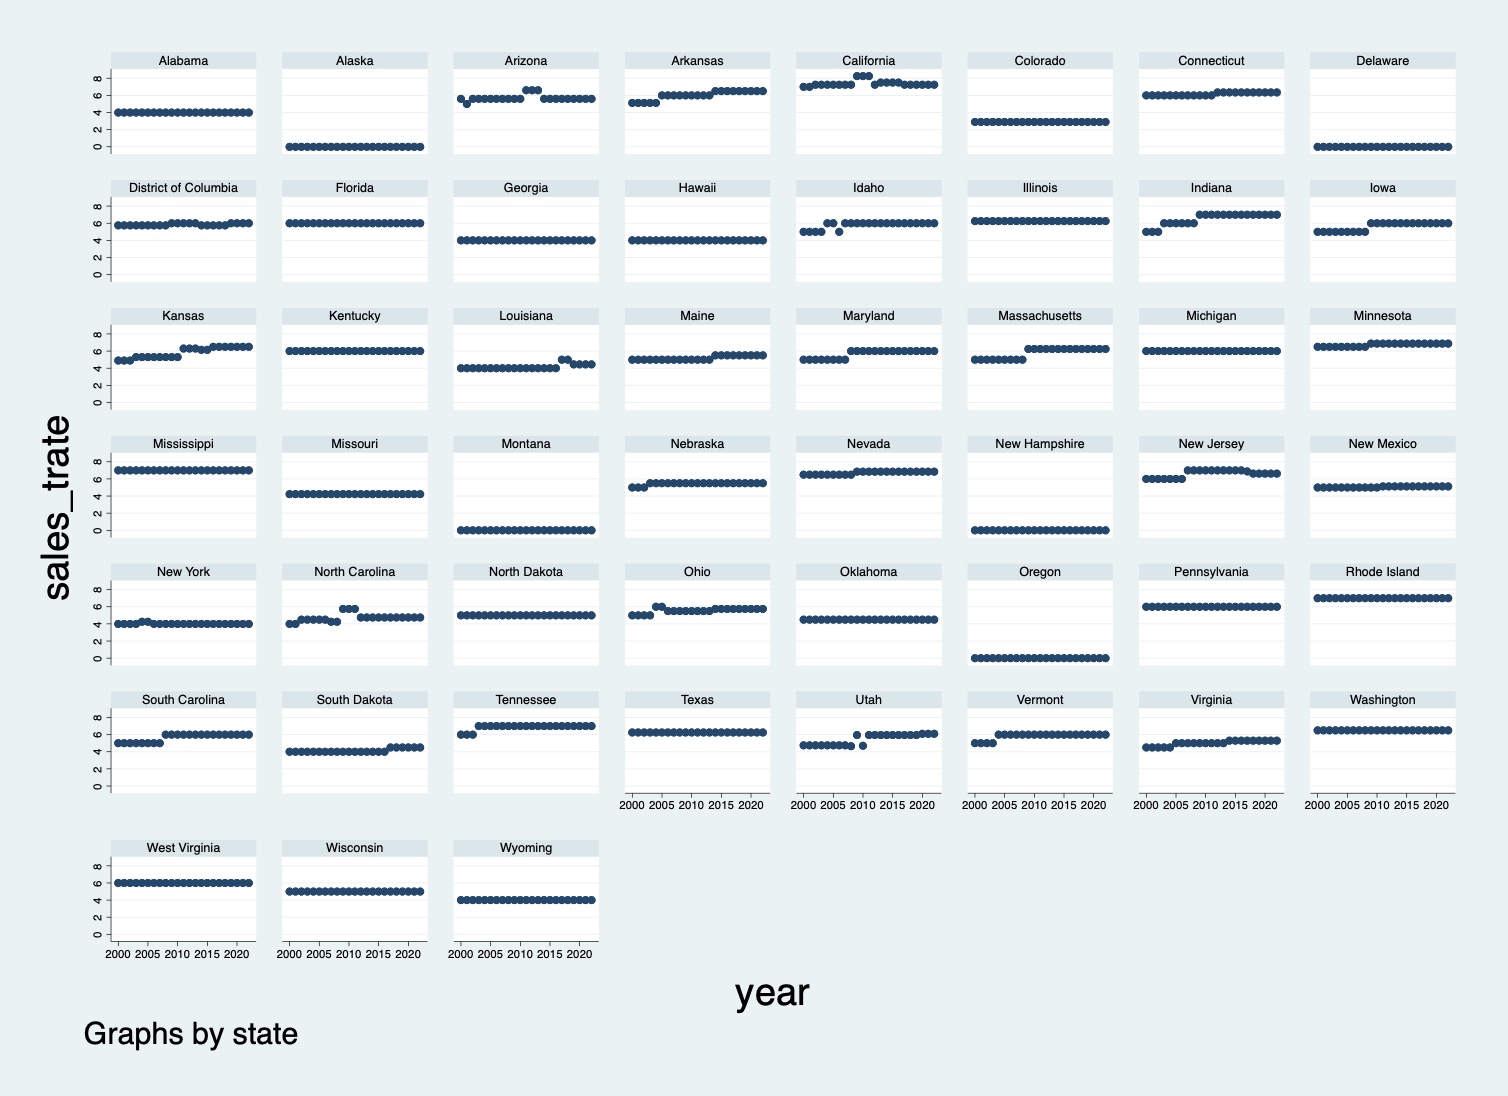 Alabama Alaska Arizona Arkansas California Colorado Connecticut Delaware
0 2 4 6 8
District of Columbia Florida Georgia Hawaii Idaho Illinois Indiana Iowa
0 2 4 6 8
Kansas Kentucky Louisiana Maine Maryland Massachusetts Michigan Minnesota
0 2 4 6 8
Mississippi Missouri Montana Nebraska Nevada New Hampshire New Jersey New Mexico
0 2 4 6 8
sales_trate
New York North Carolina North Dakota Ohio Oklahoma Oregon Pennsylvania Rhode Island
0 2 4 6 8
South Carolina South Dakota Tennessee Texas Utah Vermont Virginia Washington
0 2 4 6 8
2000 2005 2010 2015 2020 2000 2005 2010 2015 2020 2000 2005 2010 2015 2020 2000 2005 2010 2015 2020 2000 2005 2010 2015 2020
West Virginia Wisconsin Wyoming
0 2 4 6 8
2000 2005 2010 2015 2020 2000 2005 2010 2015 2020 2000 2005 2010 2015 2020
year
Graphs by state